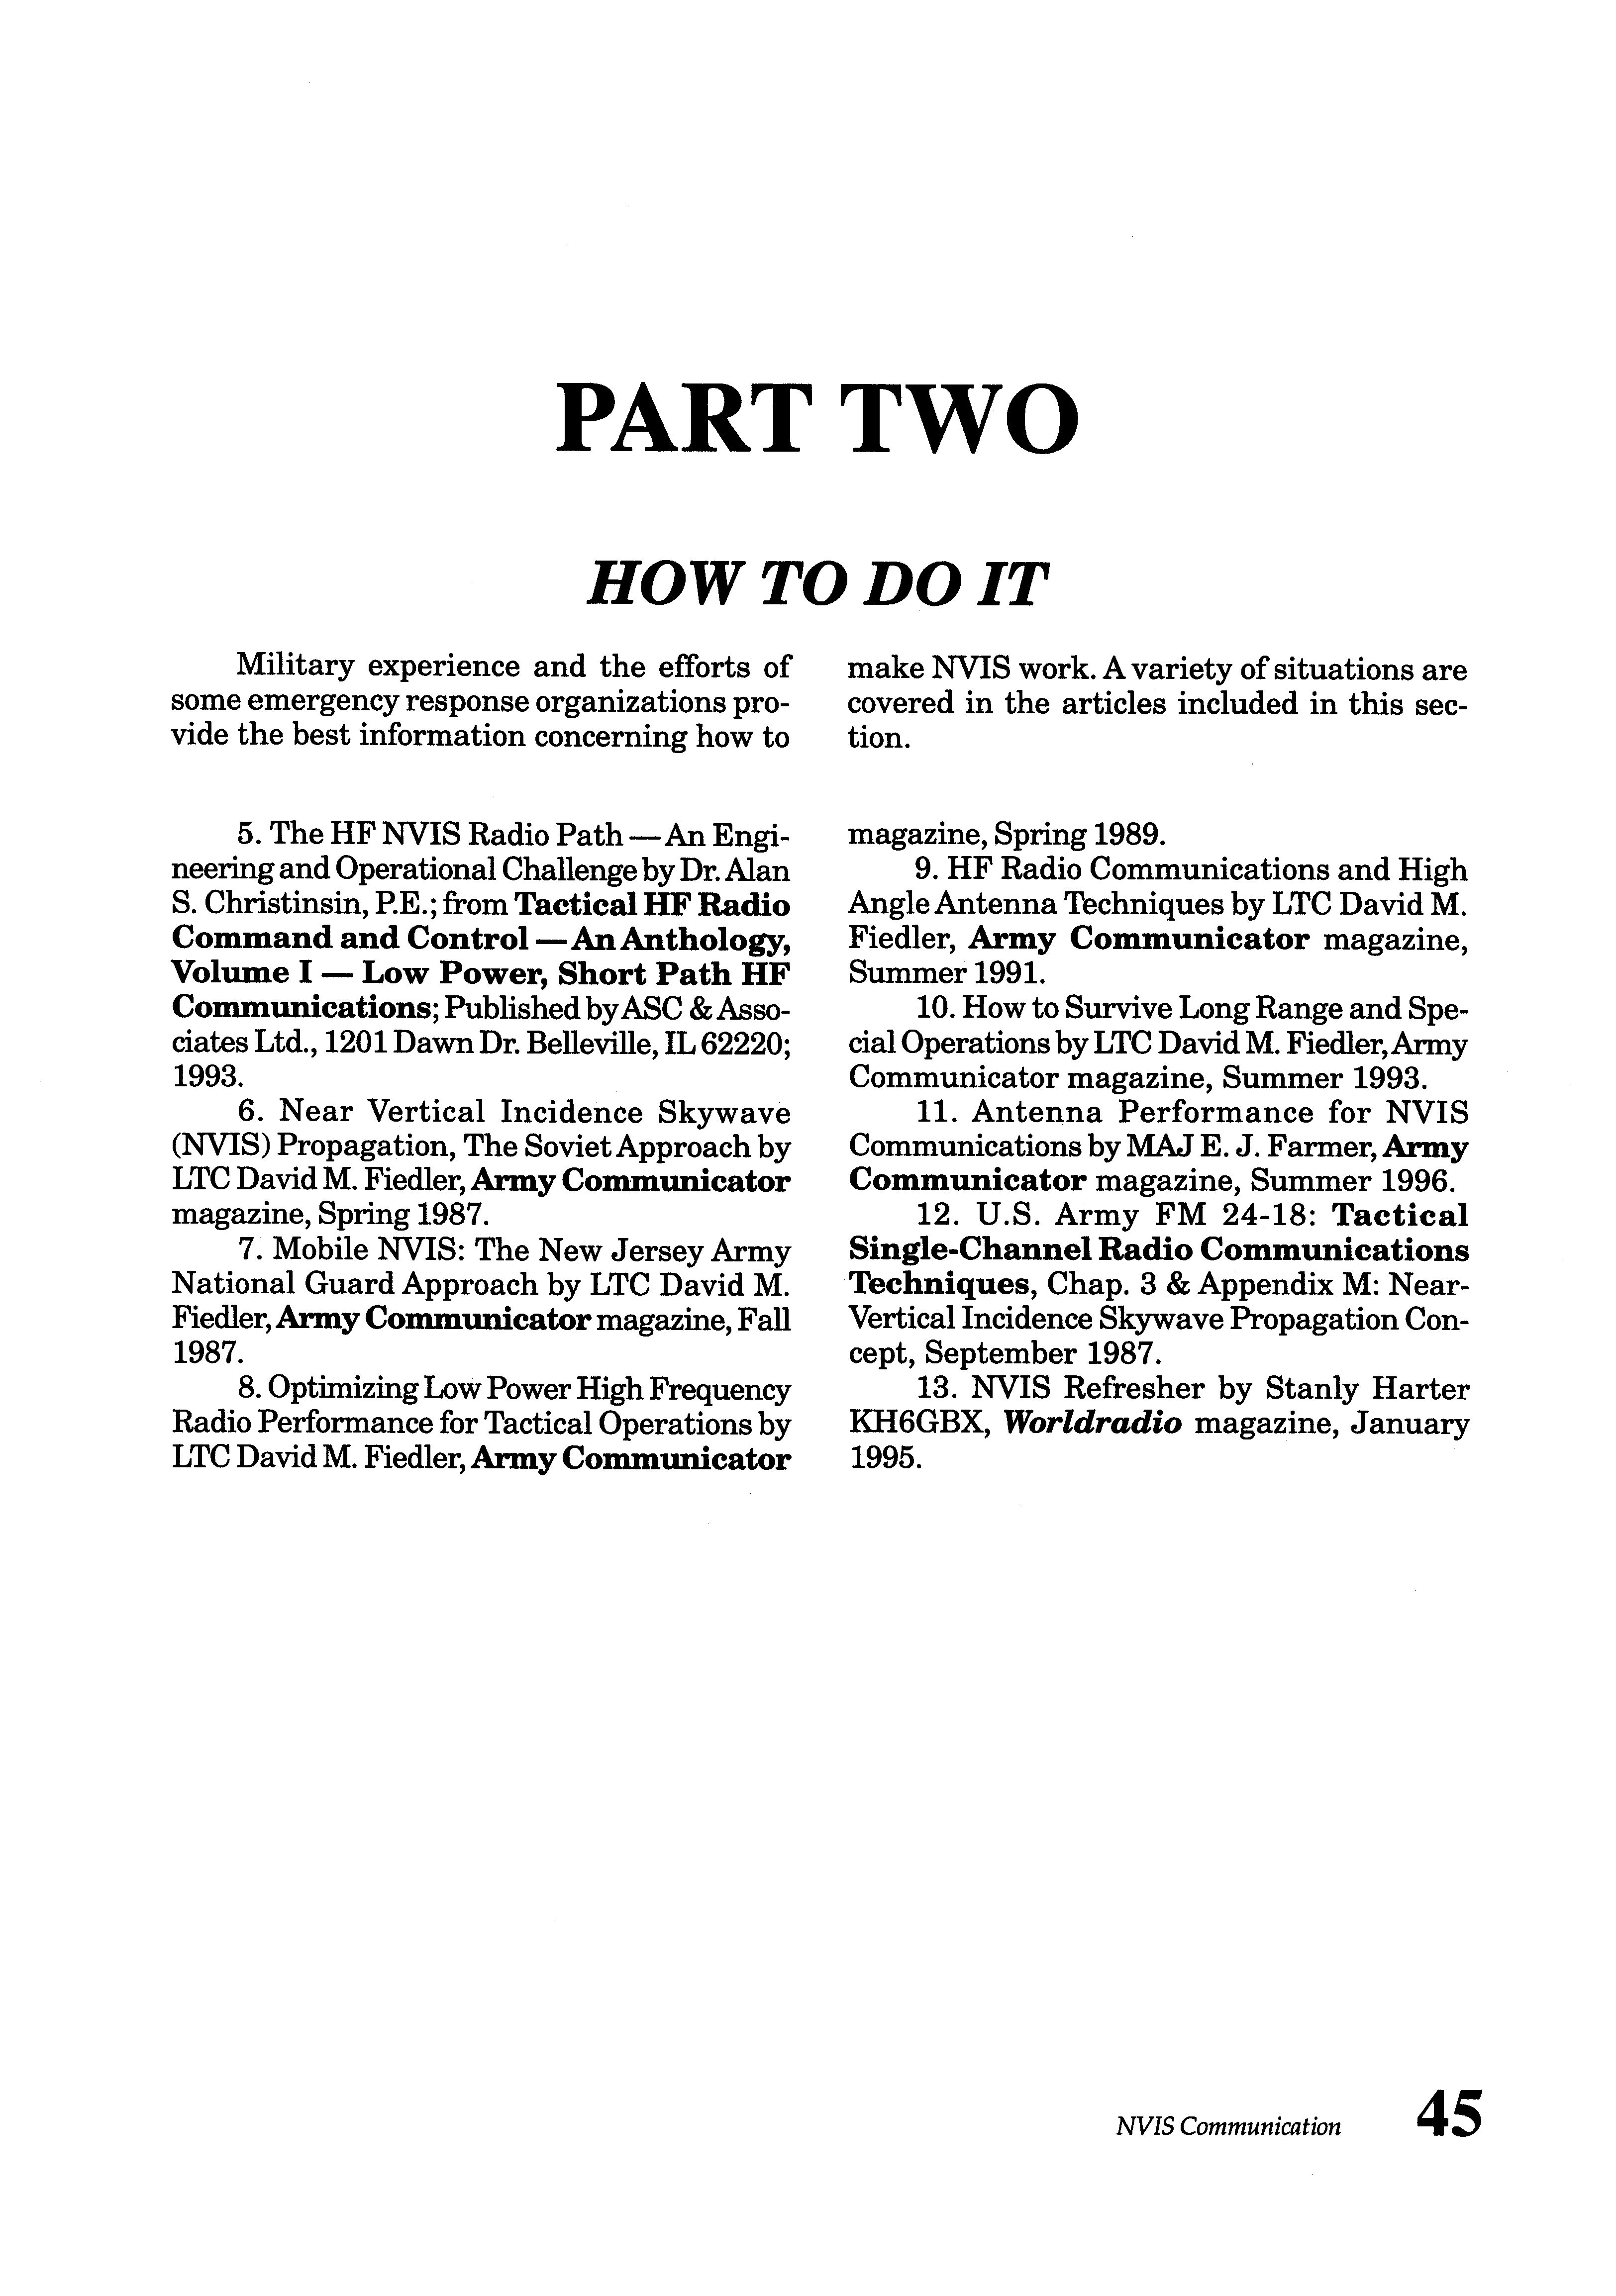 PART TWO
HOW TO DO IT
Military experience and the efforts of
some emergency response organizations pro-
vide the best information concerning how to
make NVIS work. A variety of situations are
covered in the articles included in this sec-
tion.
5. The HF NVIS Radio Path — An Engi-
neering and Operational Challenge by Dr. Alan
S. Christinsin, P.E.; from Tactical HF Radio
Command and Control — An Anthology,
Volume I — Low Power, Short Path HF
Communications; Published by ASC & Asso-
ciates Ltd., 1201 Dawn Dr. Belleville, IL 62220;
1993.
6. Near Vertical Incidence Skywave
(NVIS) Propagation, The Soviet Approach by
LTC David M. Fiedler, Army Communicator
magazine, Spring 1987.
7. Mobile NVIS: The New Jersey Army
National Guard Approach by LTC David M.
Fiedler, Army Communicator magazine, Fall
1987.
8. Optimizing Low Power High Frequency
Radio Performance for Tactical Operations by
LTC David M. Fiedler, Army Communicator
magazine, Spring 1989.
9. HF Radio Communications and High
Angle Antenna Techniques by LTC David M.
Fiedler, Army Communicator magazine,
Summer 1991.
10. How to Survive Long Range and Spe-
cial Operations by LTC David M. Fiedler, Army
Communicator magazine, Summer 1993.
11. Antenna Performance for NVIS
Communications by MAJ E. J. Farmer, Army
Communicator magazine, Summer 1996.
12. U.S. Army FM 24-18: Tactical
Single-Channel Radio Communications
Techniques, Chap. 3 & Appendix M: Near-
Vertical Incidence Skywave Propagation Con-
cept, September 1987.
13. NVIS Refresher by Stanly Harter
KH6GBX, Worldradio magazine, January
1995.
NVIS Communication 45